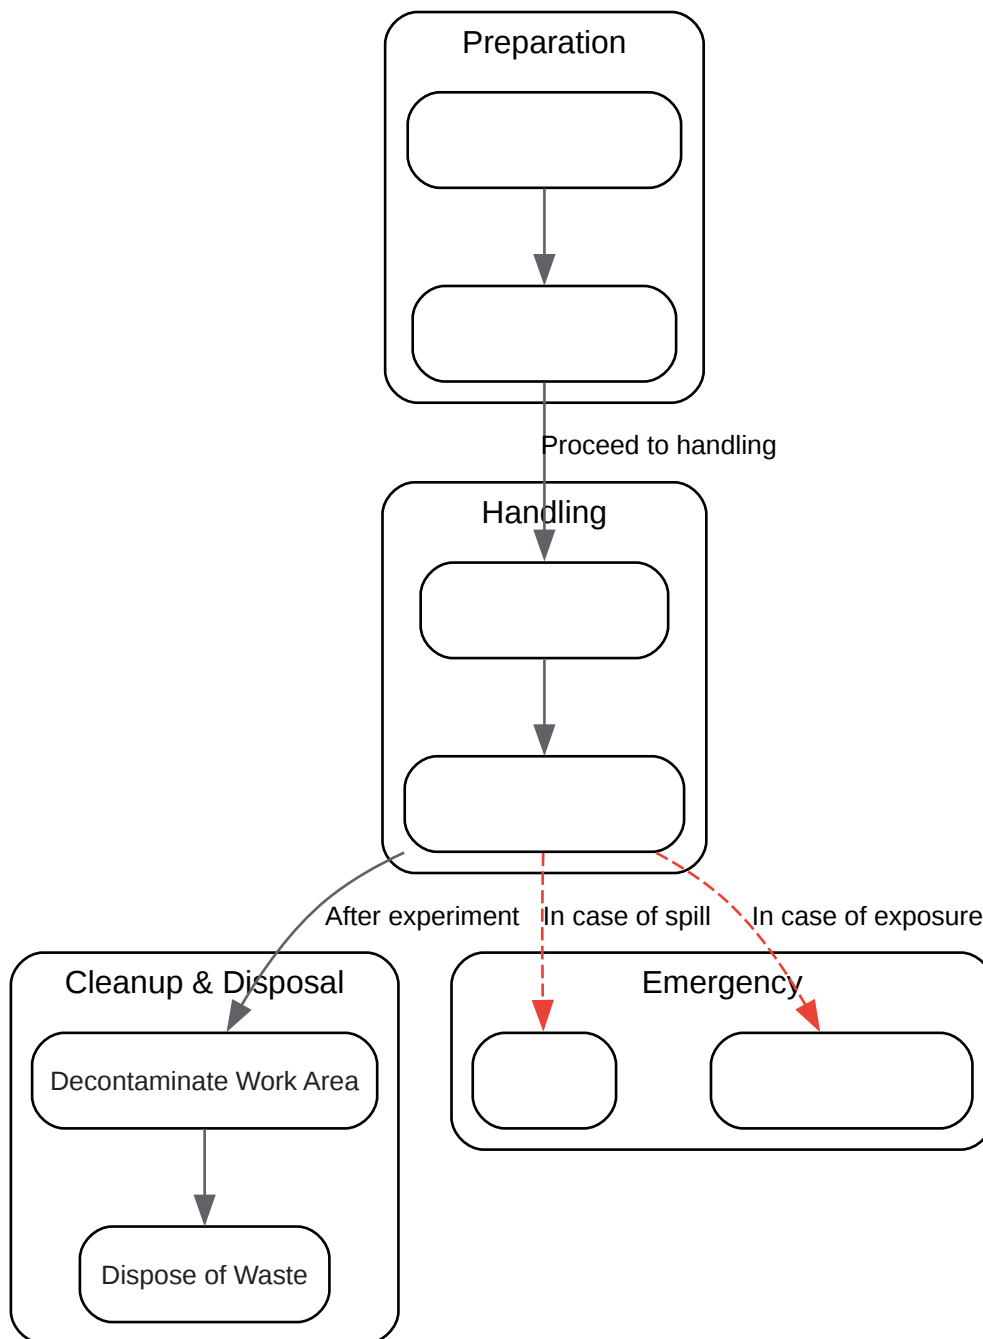 Preparation
Proceed to handling
Handling
After experiment
In case of spill
In case of exposure
Cleanup & Disposal
Emergency
Decontaminate Work Area
Dispose of Waste